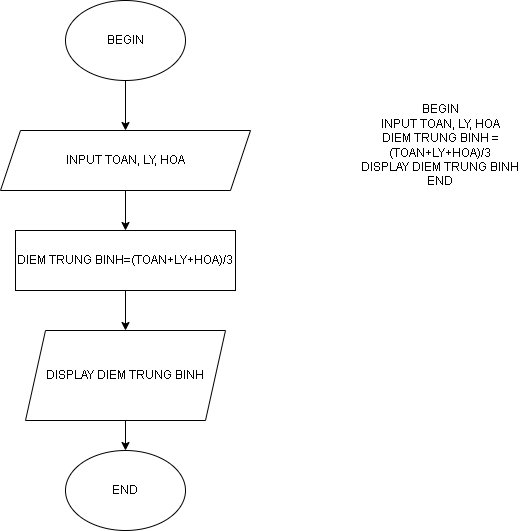 BEGIN
INPUT TOAN, LY, HOA
DIEM TRUNG BINH=(TOAN+LY+HOA)/3
DISPLAY DIEM TRUNG BINH
END
BEGIN
INPUT TOAN, LY, HOA
DIEM TRUNG BINH =
(TOAN+LY+HOA)/3
DISPLAY DIEM TRUNG BINH
END